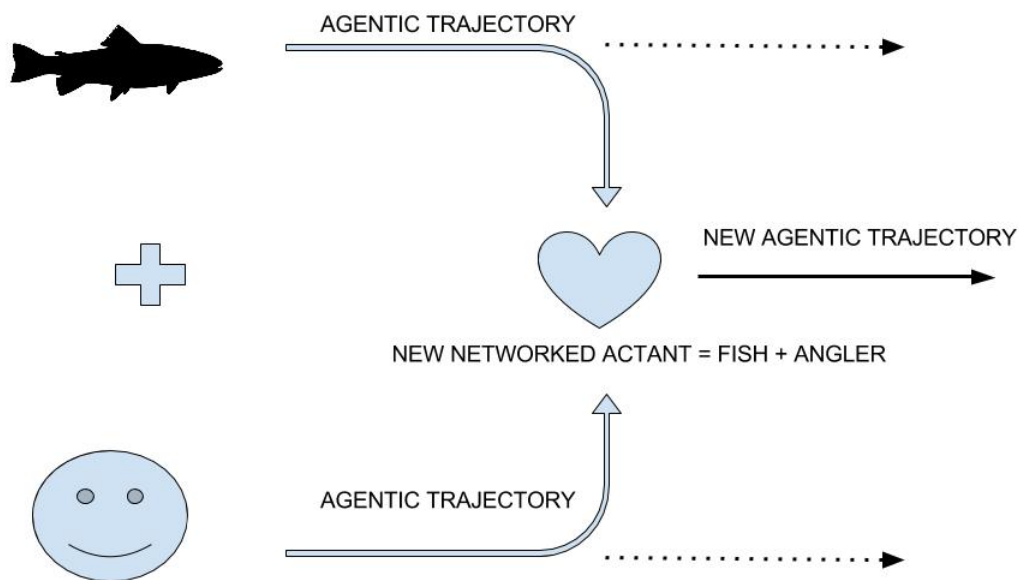 AGENTIC TRAJECTORY
NEW AGENTIC TRAJECTORY
NEW NETWORKED ACTANT = FISH + ANGLER
AGENTIC TRAJECTORY